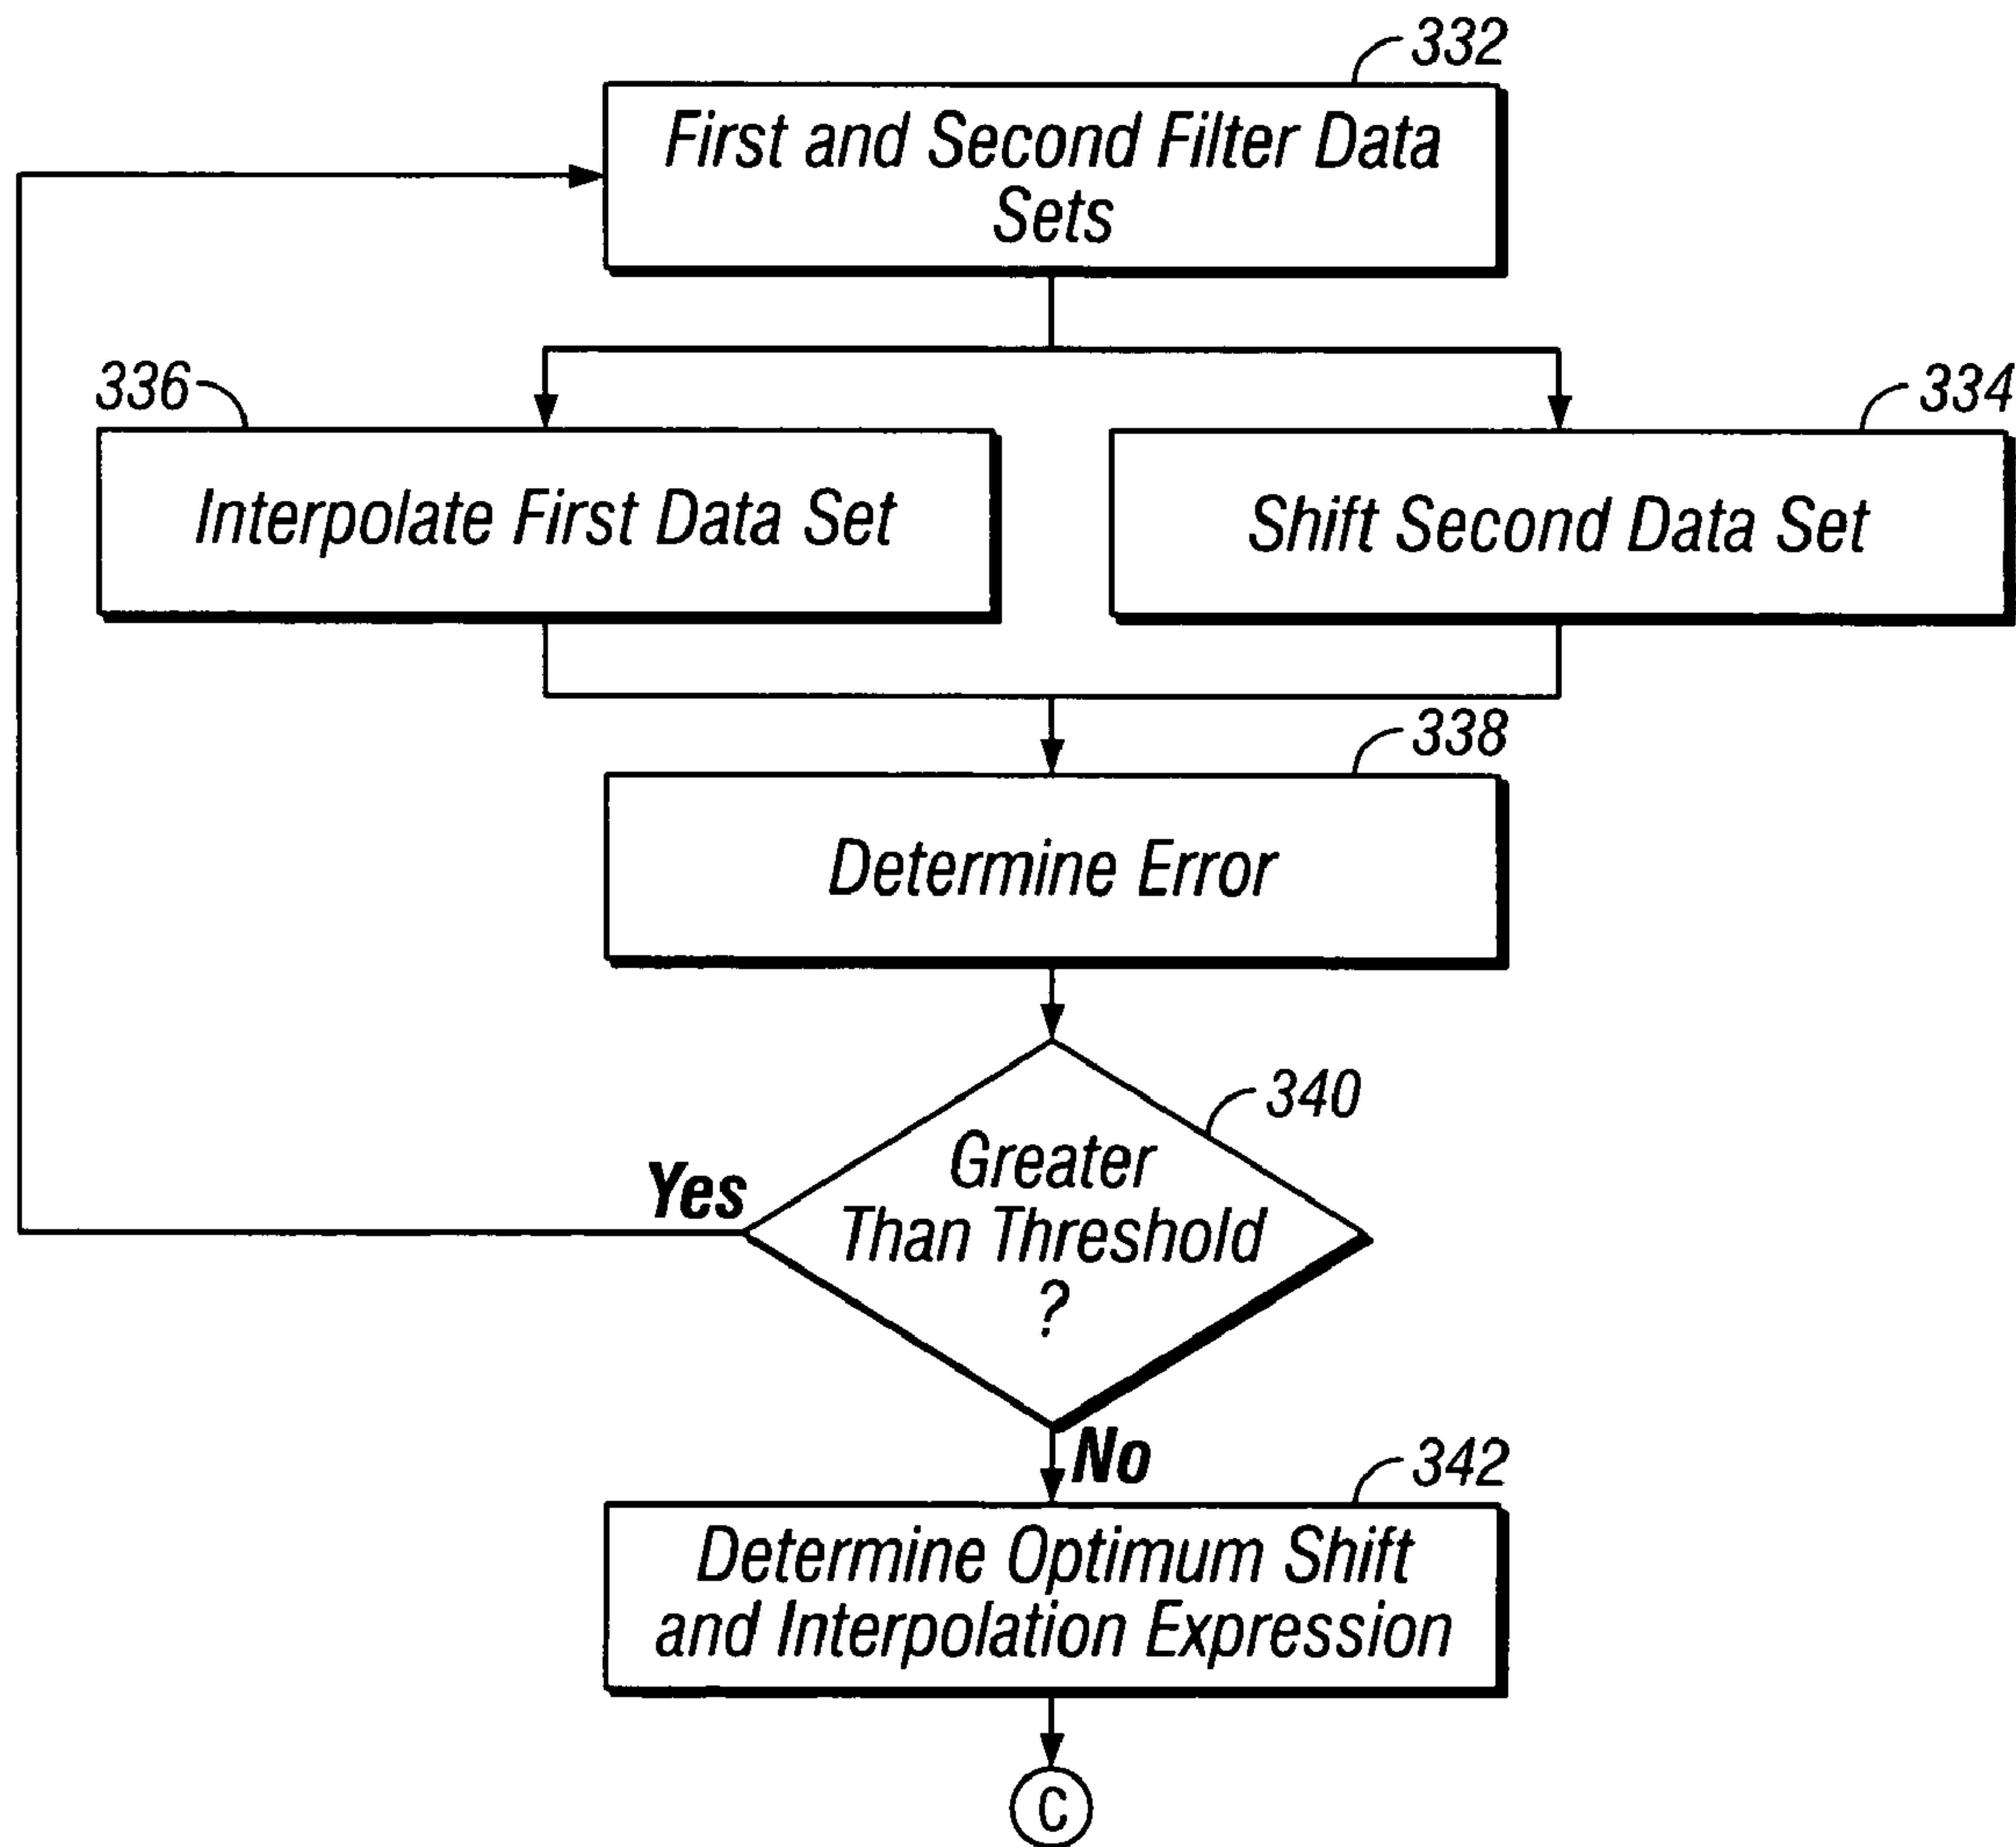 332
First and Second Filter Data
Sets
336
334
Interpolate First Data Set
Shift Second Data Set
338
Determine Error
340
Greater
Than Threshold
?
Yes
No
342
Determine Optimum Shift
and Interpolation Expression
C